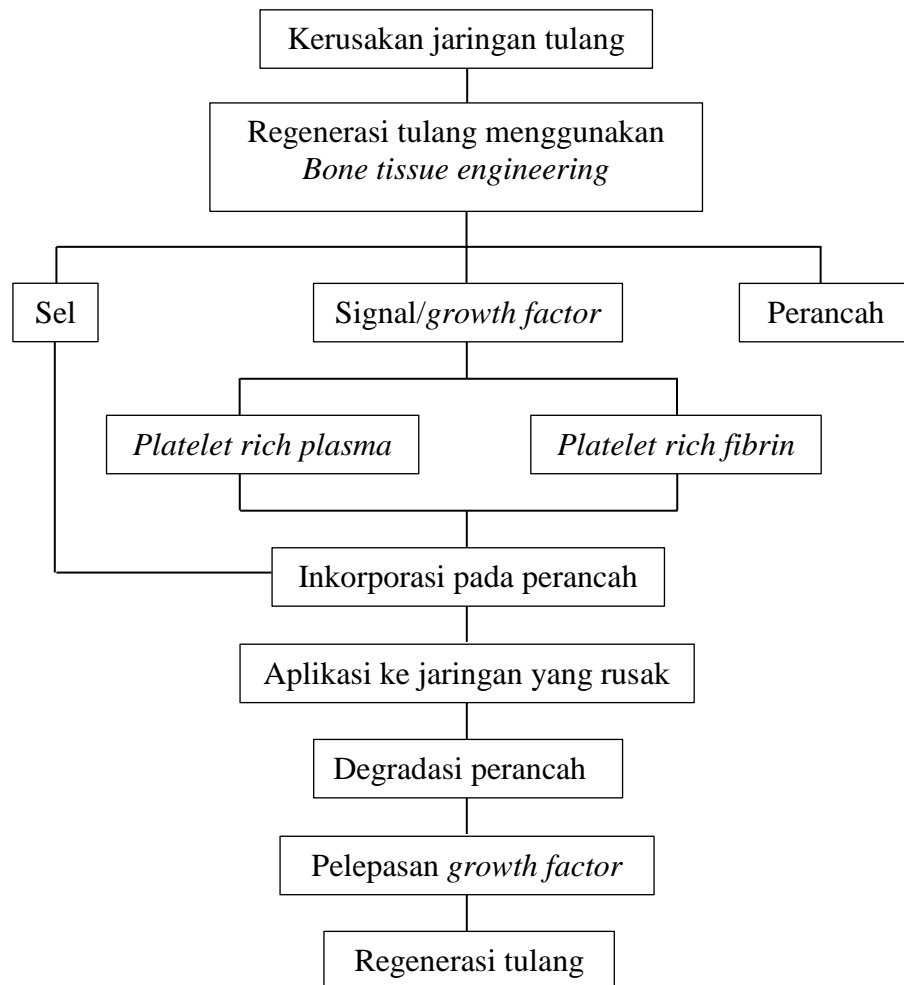 Kerusakan jaringan tulang
Regenerasi tulang menggunakan
Bone tissue engineering
Sel
Signal/growth factor
Perancah
Platelet rich plasma
Platelet rich fibrin
Inkorporasi pada perancah
Aplikasi ke jaringan yang rusak
Degradasi perancah
Pelepasan growth factor
Regenerasi tulang